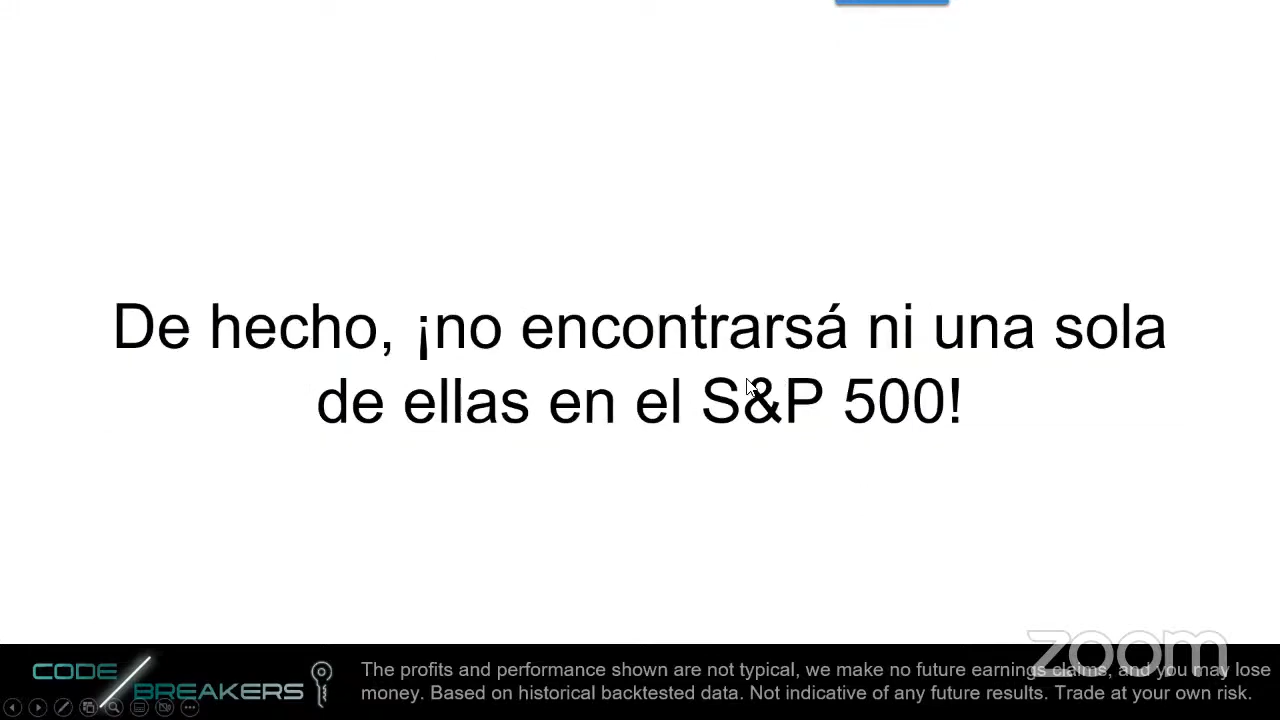 De hecho, ¡no encontrarsá ni una sola
de ellas en el S&P 500!
zoom
CODE
BREAKERS
The profits and performance shown are not typical, we make no future earnings claims, and you may lose
money. Based on historical backtested data. Not indicative of any future results. Trade at your own risk.